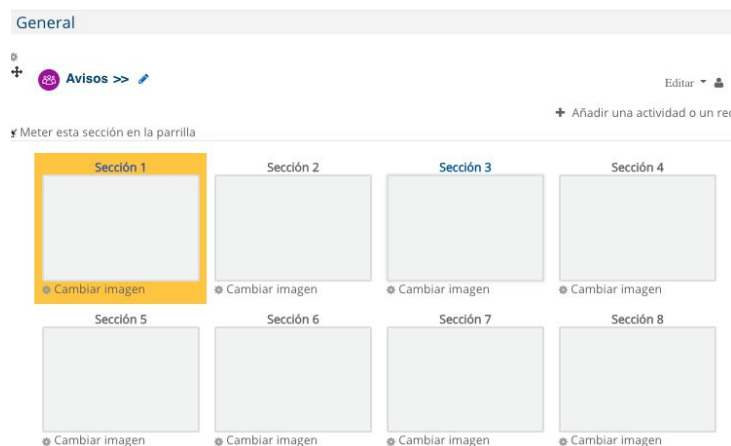 General
Avisos >>
Editar
Añadir una actividad o un rec
Meter esta sección en la parrilla
Sección 1
Sección 2
Sección 3
Sección 4
Cambiar imagen
Cambiar imagen
Cambiar imagen
Cambiar imagen
Sección 5
Sección 6
Sección 7
Sección 8
Cambiar imagen
Cambiar imagen
Cambiar imagen
Cambiar imagen